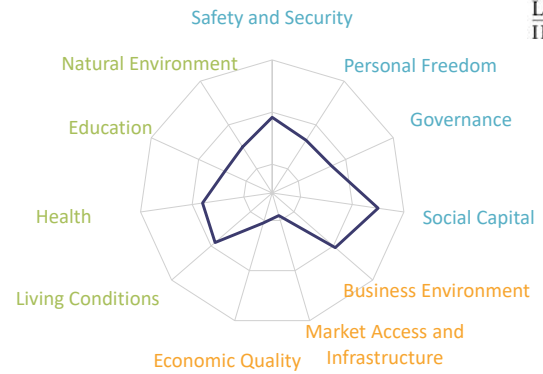 Safety and Security
Natural Environment
Personal Freedom
Education
Governance
Health
Social Capital
Living Conditions
Business Environment
Market Access and
Infrastructure
Economic Quality